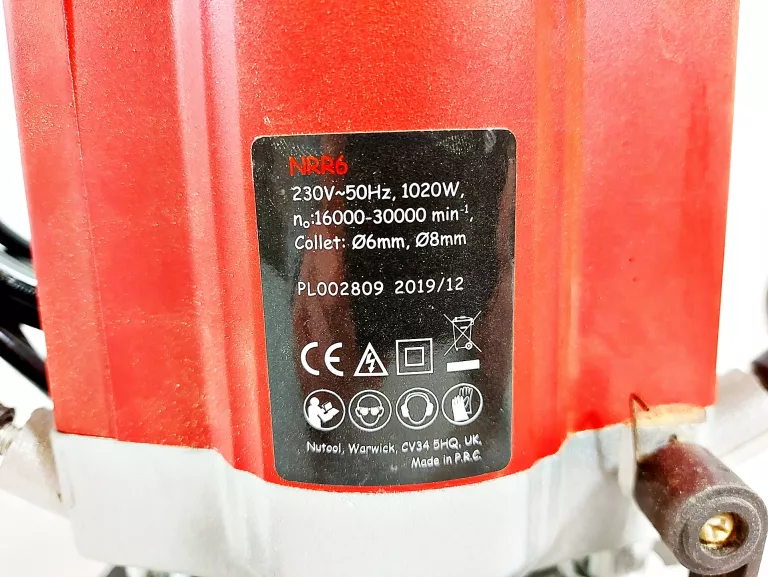 NRR6
230V~50Hz, 1020W,
n₀:16000-30000 min⁻¹,
Collet: Ø6mm, Ø8mm
PL002809 2019/12
CE
Nutool, Warwick, CV34 5HQ, UK,
Made in P.R.C.